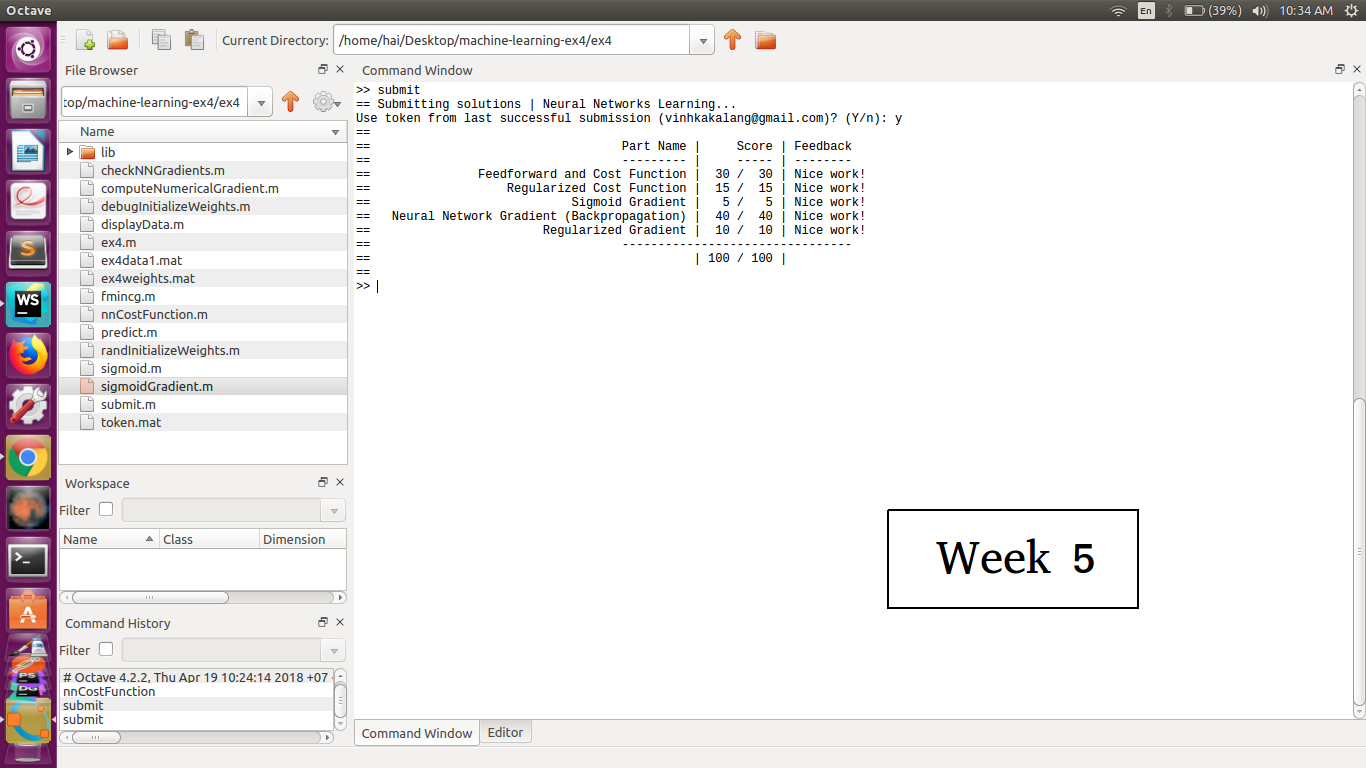 Octave
En
(39%)
10:34 AM
Current Directory:
/home/hai/Desktop/machine-learning-ex4/ex4
File Browser
top/machine-learning-ex4/ex4
Name
lib
checkNNGradients.m
computeNumericalGradient.m
debugInitializeWeights.m
displayData.m
ex4.m
ex4data1.mat
ex4weights.mat
fmincg.m
nnCostFunction.m
predict.m
randInitializeWeights.m
sigmoid.m
sigmoidGradient.m
submit.m
token.mat
Workspace
Filter
Name Class Dimension
Command History
Filter
# Octave 4.2.2, Thu Apr 19 10:24:14 2018 +07
nnCostFunction
submit
submit
Command Window
>> submit
== Submitting solutions | Neural Networks Learning...
Use token from last successful submission (vinhkakalang@gmail.com)? (Y/n): y
==
== Part Name | Score | Feedback
== --------- | ----- | --------
== Feedforward and Cost Function | 30 / 30 | Nice work!
== Regularized Cost Function | 15 / 15 | Nice work!
== Sigmoid Gradient | 5 / 5 | Nice work!
== Neural Network Gradient (Backpropagation) | 40 / 40 | Nice work!
== Regularized Gradient | 10 / 10 | Nice work!
== --------------------------------
== | 100 / 100 |
==
>>
Week 5
Command Window
Editor
WS
S
A
PS
DG